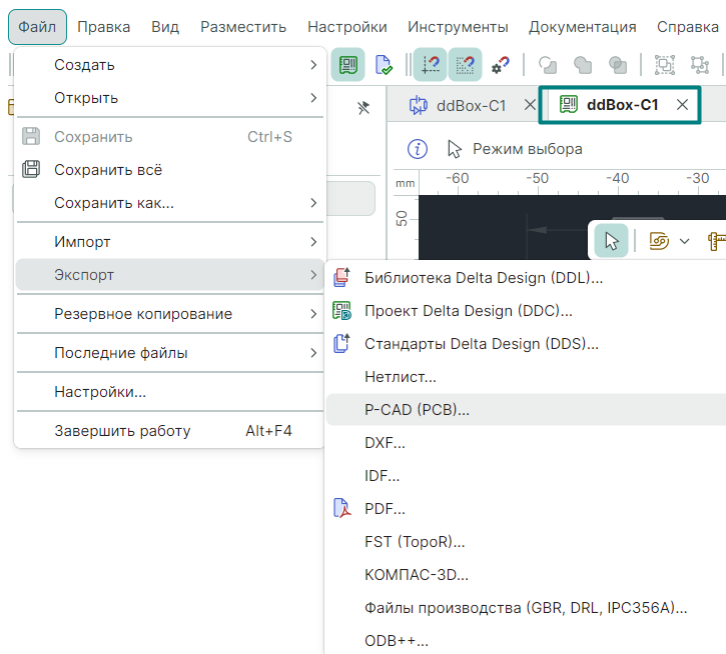 Файл Правка Вид Разместить Настройки Инструменты Документация Справка
Создать
Открыть
Сохранить Ctrl+S
Сохранить всё
Сохранить как...
Импорт
Экспорт
Резервное копирование
Последние файлы
Настройки...
Завершить работу Alt+F4
ddBox-C1 ddBox-C1
Режим выбора
mm -60 -50 -40 -30
50
Библиотека Delta Design (DDL)...
Проект Delta Design (DDC)...
Стандарты Delta Design (DDS)...
Нетлист...
P-CAD (PCB)...
DXF...
IDF...
PDF...
FST (TopoR)...
КОМПАС-3D...
Файлы производства (GBR, DRL, IPC356A)...
ODB++...